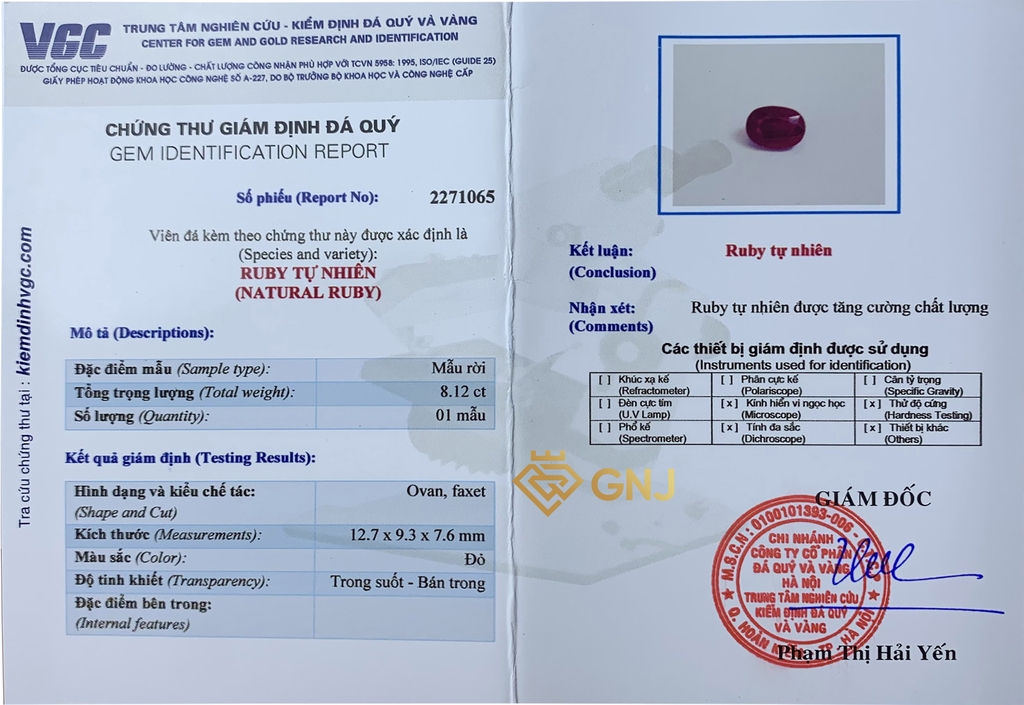 VGC
TRUNG TÂM NGHIÊN CỨU - KIỂM ĐỊNH ĐÁ QUÝ VÀ VÀNG
CENTER FOR GEM AND GOLD RESEARCH AND IDENTIFICATION
ĐƯỢC TỔNG CỤC TIÊU CHUẨN - ĐO LƯỜNG - CHẤT LƯỢNG CÔNG NHẬN PHÙ HỢP VỚI TCVN 5958: 1995, ISO/IEC (GUIDE 25)
GIẤY PHÉP HOẠT ĐỘNG KHOA HỌC CÔNG NGHỆ SỐ A-227, DO BỘ TRƯỞNG BỘ KHOA HỌC VÀ CÔNG NGHỆ CẤP
CHỨNG THƯ GIÁM ĐỊNH ĐÁ QUÝ
GEM IDENTIFICATION REPORT
Số phiếu (Report No): 2271065
Viên đá kèm theo chứng thư này được xác định là
(Species and variety):
RUBY TỰ NHIÊN
(NATURAL RUBY)
Mô tả (Descriptions):
Đặc điểm mẫu (Sample type): Mẫu rời
Tổng trọng lượng (Total weight): 8.12 ct
Số lượng (Quantity): 01 mẫu
Kết quả giám định (Testing Results):
Hình dạng và kiểu chế tác: Ovan, faxet
(Shape and Cut)
Kích thước (Measurements): 12.7 x 9.3 x 7.6 mm
Màu sắc (Color): Đỏ
Độ tinh khiết (Transparency): Trong suốt - Bán trong
Đặc điểm bên trong:
(Internal features)
Tra cứu chứng thư tại : kiemdinhvgc.com
Kết luận: Ruby tự nhiên
(Conclusion)
Nhận xét: Ruby tự nhiên được tăng cường chất lượng
(Comments)
Các thiết bị giám định được sử dụng
(Instruments used for identification)
[ ] Khúc xạ kế [ ] Phân cực kế [ ] Cân tỷ trọng
(Refractometer) (Polariscope) (Specific Gravity)
[ ] Đèn cực tím [x] Kính hiển vi ngọc học [x] Thử độ cứng
(U.V Lamp) (Microscope) (Hardness Testing)
[ ] Phổ kế [x] Tính đa sắc [x] Thiết bị khác
(Spectrometer) (Dichroscope) (Others)
GNJ
GIÁM ĐỐC
M.S.C.N: 0100101393-006
CHI NHÁNH
CÔNG TY CỔ PHẦN
ĐÁ QUÝ VÀ VÀNG
HÀ NỘI
TRUNG TÂM NGHIÊN CỨU
KIỂM ĐỊNH ĐÁ QUÝ
VÀ VÀNG
Q. HOÀN KIẾM - TP. HÀ NỘI
Phạm Thị Hải Yến